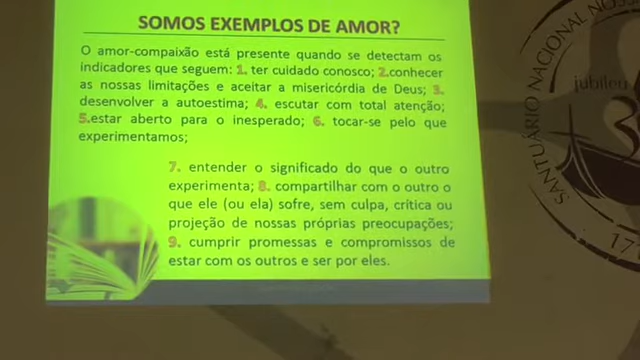 SOMOS EXEMPLOS DE AMOR?
O amor-compaixão está presente quando se detectam os
indicadores que seguem: 1. ter cuidado conosco; 2.conhecer
as nossas limitações e aceitar a misericórdia de Deus; 3.
desenvolver a autoestima; 4. escutar com total atenção;
5.estar aberto para o inesperado; 6. tocar-se pelo que
experimentamos;
7. entender o significado do que o outro
experimenta; 8. compartilhar com o outro o
que ele (ou ela) sofre, sem culpa, crítica ou
projeção de nossas próprias preocupações;
9. cumprir promessas e compromissos de
estar com os outros e ser por eles.
SANTUÁRIO NACIONAL NOSS
jubileu
3
177